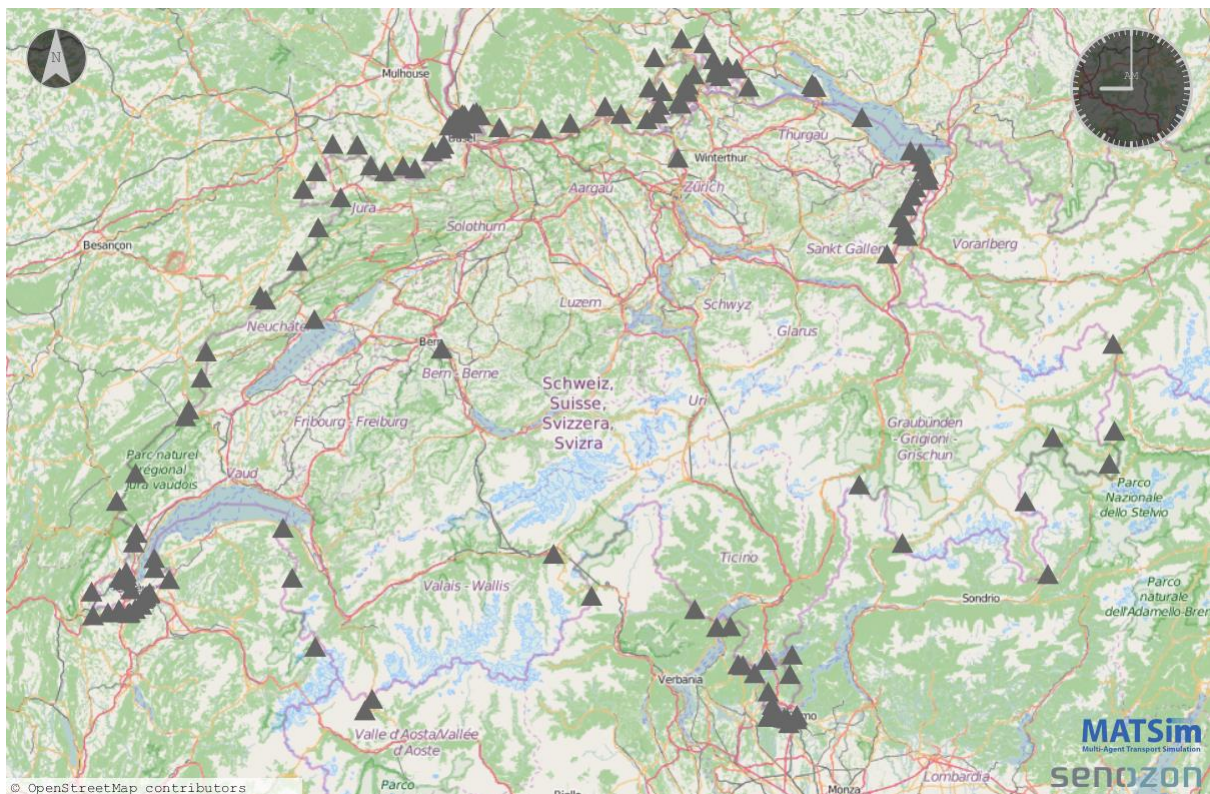 N
AM
Mulhouse
Basel
Thurgau
Winterthur
Aargau
Zürich
Jura
Solothurn
Besançon
Sankt Gallen
Vorarlberg
Luzern
Schwyz
Neuchâtel
Glarus
Bern - Berne
Schweiz,
Suisse,
Svizzera,
Svizra
Uri
Fribourg - Freiburg
Graubünden
- Grigioni -
Grischun
Parc naturel
régional
jura vaudois
Vaud
Parco
Nazionale
dello Stelvio
Ticino
Valais - Wallis
Sondrio
Parco
naturale
dell'Adamello-Bren
Verbania
Valle d'Aosta/Vallée
d'Aoste
MATSim
Multi-Agent Transport Simulation
senozon
Parco
Lombardia
Monza
© OpenStreetMap contributors